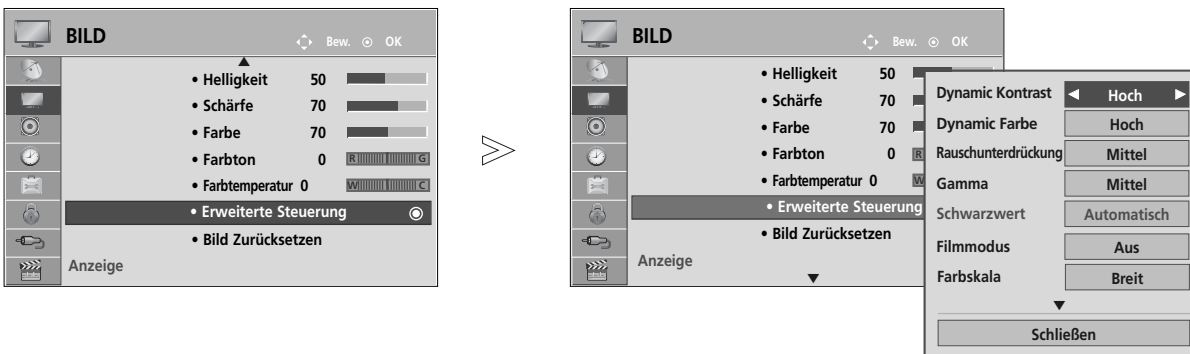 BILD
Bew. OK
• Helligkeit 50
• Schärfe 70
• Farbe 70
• Farbton 0 R G
• Farbtemperatur 0 W C
• Erweiterte Steuerung
• Bild Zurücksetzen
Anzeige
BILD
Bew. OK
• Helligkeit 50
• Schärfe 70
• Farbe 70
• Farbton 0 R
• Farbtemperatur 0 W
• Erweiterte Steuerung
• Bild Zurücksetzen
Anzeige
Dynamic Kontrast Hoch
Dynamic Farbe Hoch
Rauschunterdrückung Mittel
Gamma Mittel
Schwarzwert Automatisch
Filmmodus Aus
Farbskala Breit
Schließen